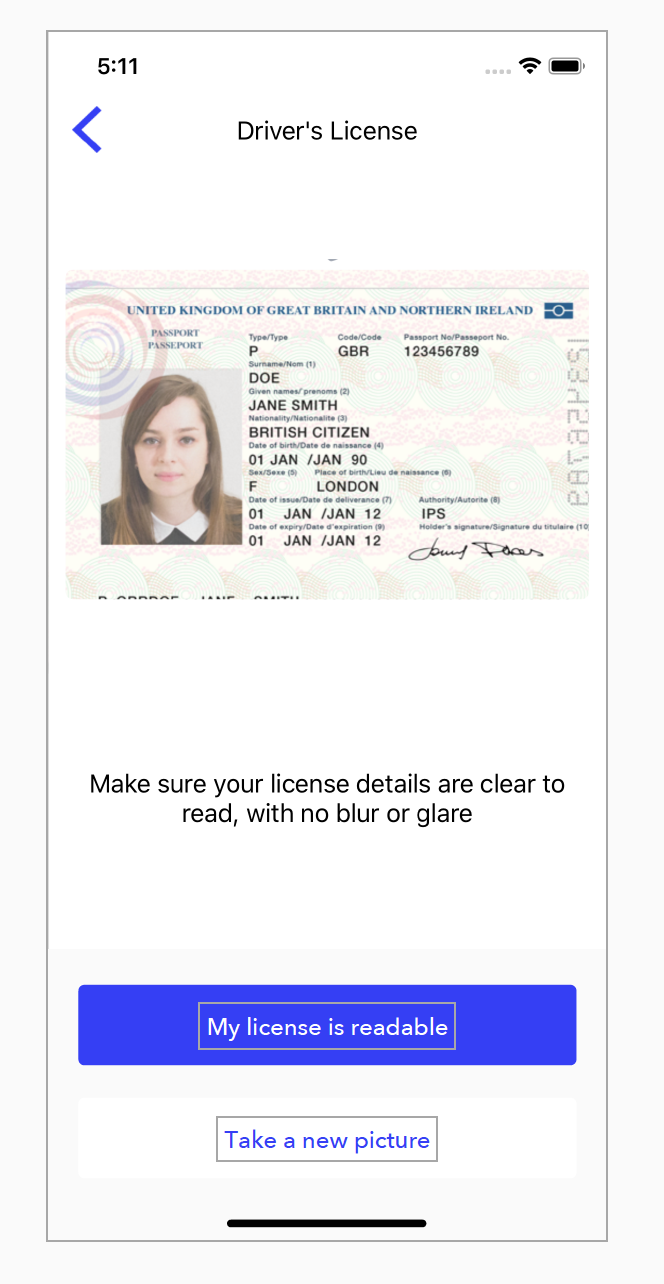 5:11
Driver's License
UNITED KINGDOM OF GREAT BRITAIN AND NORTHERN IRELAND
PASSPORT
PASSEPORT
Type/Type Code/Code Passport No/Passeport No.
P GBR 123456789
Surname/Nom (1)
DOE
Given names/ prenoms (2)
JANE SMITH
Nationality/Nationalite (3)
BRITISH CITIZEN
Date of birth/Date de naissance (4)
01 JAN /JAN 90
Sex/Sexe (5) Place of birth/Lieu de naissance (6)
F LONDON
Date of issue/Date de deliverance (7) Authority/Autorite (8)
01 JAN /JAN 12 IPS
Date of expiry/Date d'expiration (9) Holder's signature/Signature du titulaire (10
01 JAN /JAN 12
Make sure your license details are clear to
read, with no blur or glare
My license is readable
Take a new picture